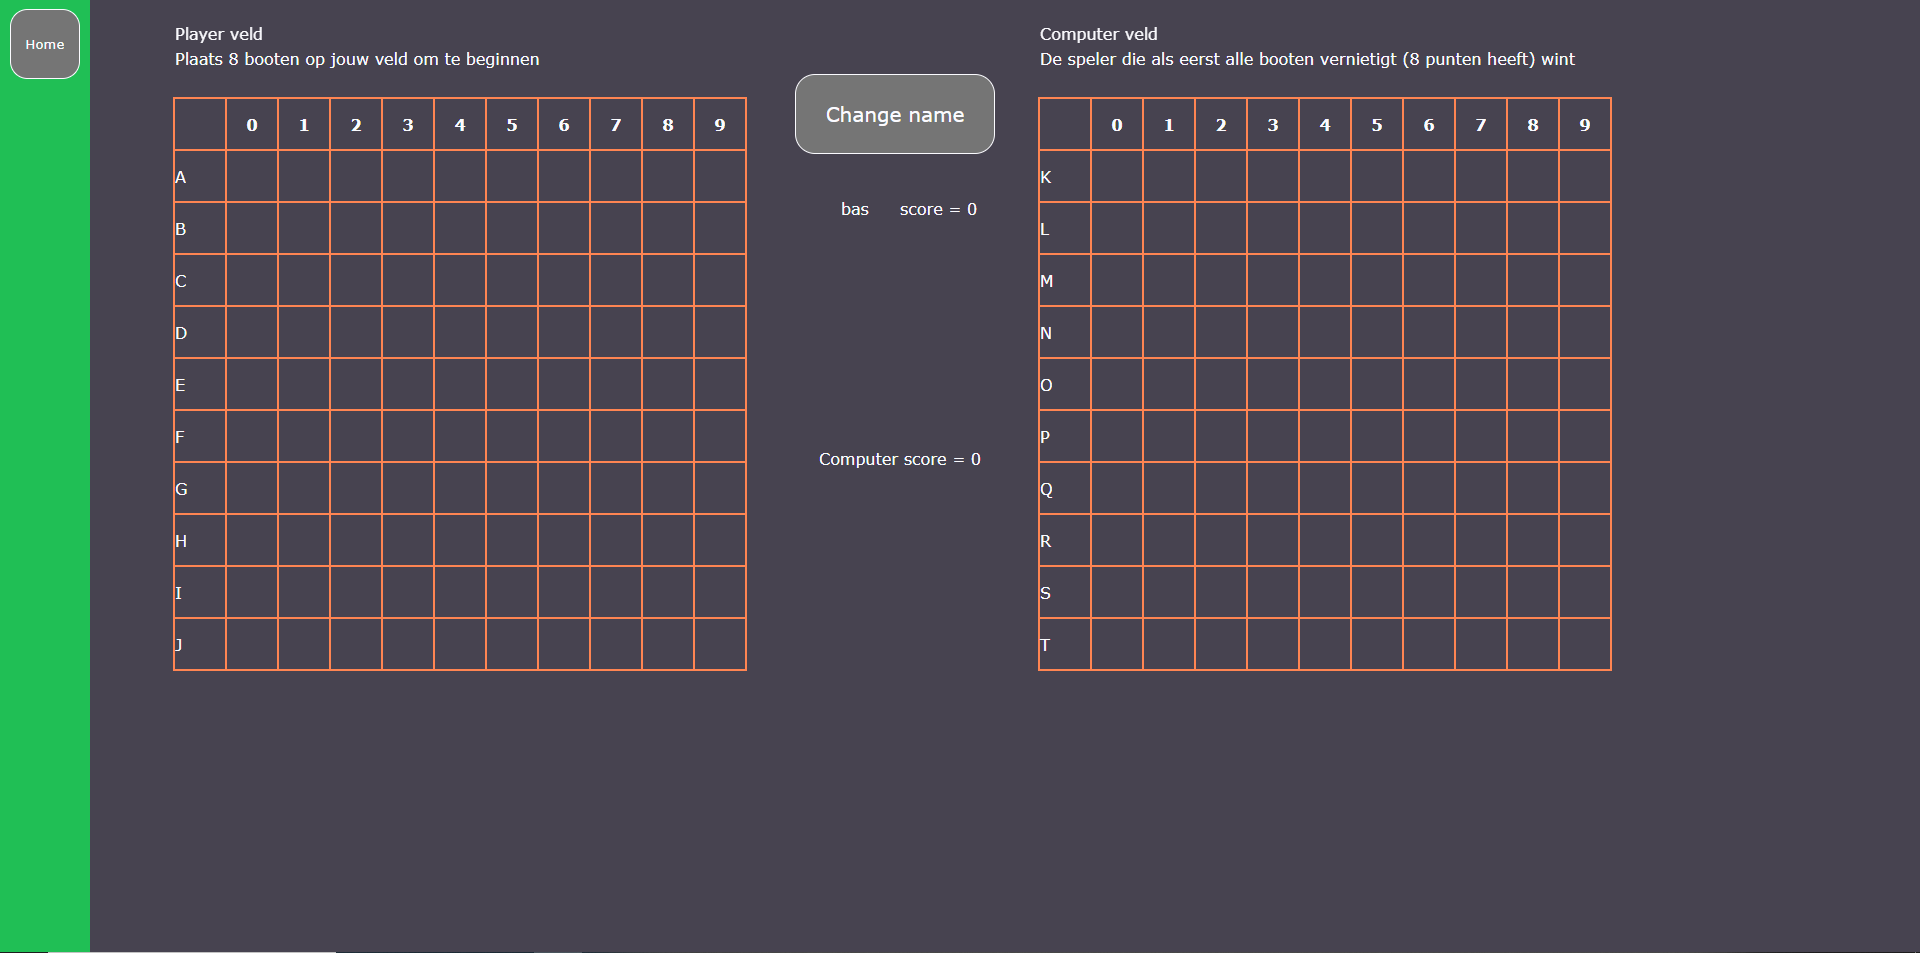 Home
Player veld
Plaats 8 booten op jouw veld om te beginnen
0 1 2 3 4 5 6 7 8 9
A
B
C
D
E
F
G
H
I
J
Change name
bas score = 0
Computer score = 0
Computer veld
De speler die als eerst alle booten vernietigt (8 punten heeft) wint
0 1 2 3 4 5 6 7 8 9
K
L
M
N
O
P
Q
R
S
T